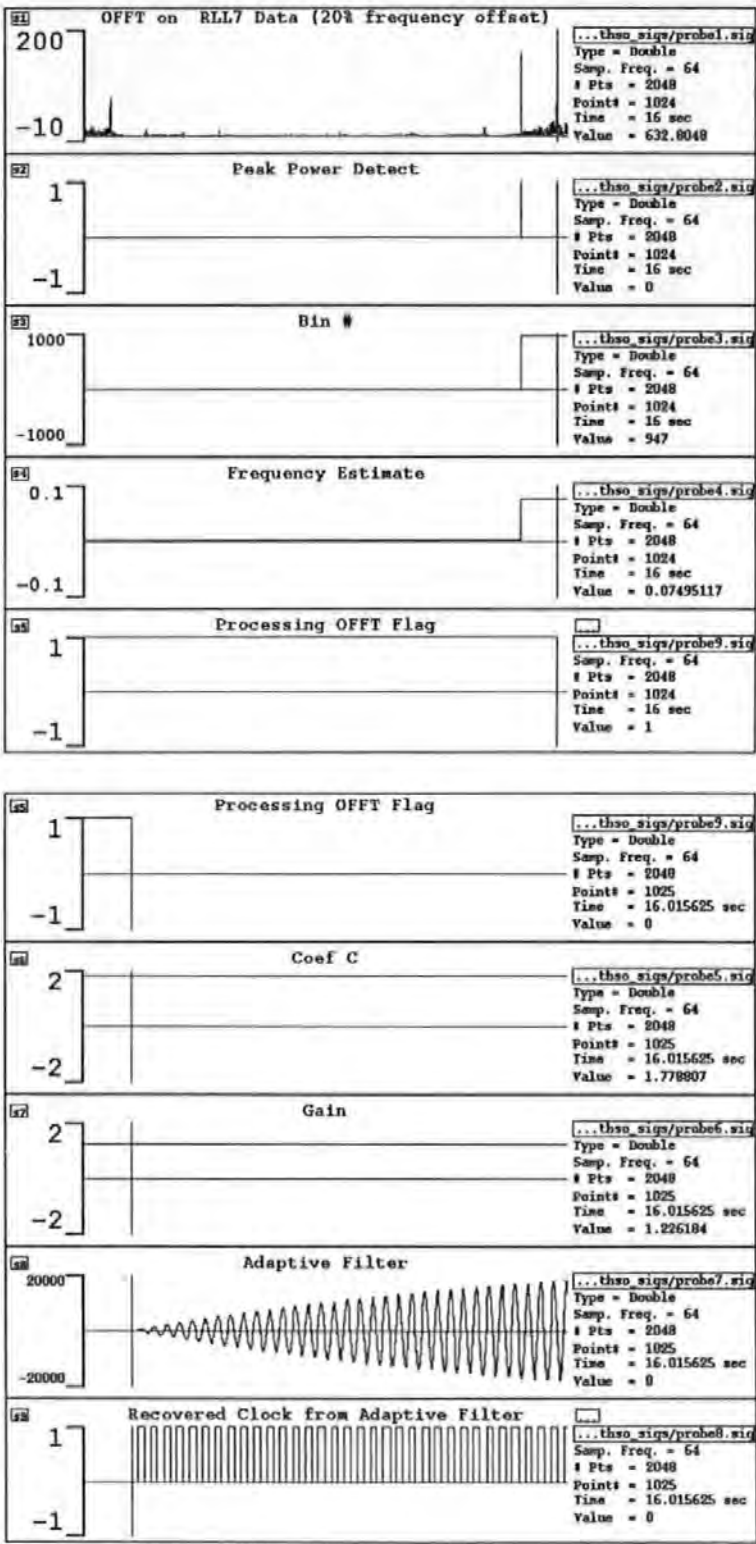 s1 OFFT on RLL7 Data (20% frequency offset)
200
-10
...thso_sigs/probe1.sig
Type = Double
Samp. Freq. = 64
# Pts = 2048
Point# = 1024
Time = 16 sec
Value = 632.8048
s2 Peak Power Detect
1
-1
...thso_sigs/probe2.sig
Type = Double
Samp. Freq. = 64
# Pts = 2048
Point# = 1024
Time = 16 sec
Value = 0
s3 Bin #
1000
-1000
...thso_sigs/probe3.sig
Type = Double
Samp. Freq. = 64
# Pts = 2048
Point# = 1024
Time = 16 sec
Value = 947
s4 Frequency Estimate
0.1
-0.1
...thso_sigs/probe4.sig
Type = Double
Samp. Freq. = 64
# Pts = 2048
Point# = 1024
Time = 16 sec
Value = 0.07495117
s5 Processing OFFT Flag
1
-1
...thso_sigs/probe9.sig
Samp. Freq. = 64
# Pts = 2048
Point# = 1024
Time = 16 sec
Value = 1
s5 Processing OFFT Flag
1
-1
...thso_sigs/probe9.sig
Type = Double
Samp. Freq. = 64
# Pts = 2048
Point# = 1025
Time = 16.015625 sec
Value = 0
s6 Coef C
2
-2
...thso_sigs/probe5.sig
Type = Double
Samp. Freq. = 64
# Pts = 2048
Point# = 1025
Time = 16.015625 sec
Value = 1.778807
s7 Gain
2
-2
...thso_sigs/probe6.sig
Type = Double
Samp. Freq. = 64
# Pts = 2048
Point# = 1025
Time = 16.015625 sec
Value = 1.226184
s8 Adaptive Filter
20000
-20000
...thso_sigs/probe7.sig
Type = Double
Samp. Freq. = 64
# Pts = 2048
Point# = 1025
Time = 16.015625 sec
Value = 0
s9 Recovered Clock from Adaptive Filter
1
-1
...thso_sigs/probe8.sig
Samp. Freq. = 64
# Pts = 2048
Point# = 1025
Time = 16.015625 sec
Value = 0